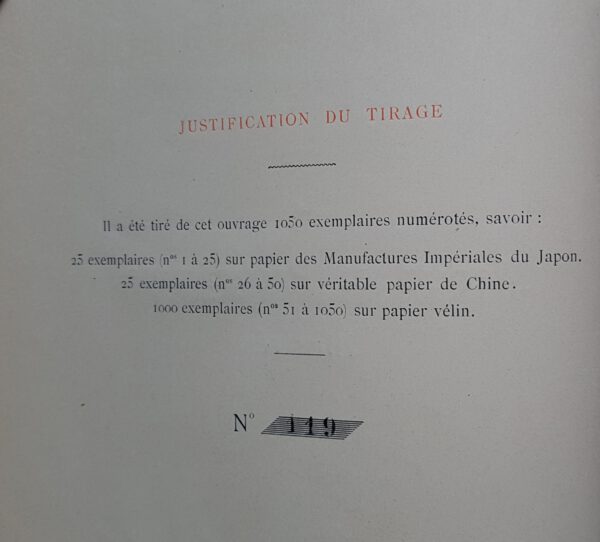 JUSTIFICATION DU TIRAGE
Il a été tiré de cet ouvrage 1050 exemplaires numérotés, savoir :
25 exemplaires (nos 1 à 25) sur papier des Manufactures Impériales du Japon.
25 exemplaires (nos 26 à 50) sur véritable papier de Chine.
1000 exemplaires (nos 51 à 1050) sur papier vélin.
No 119